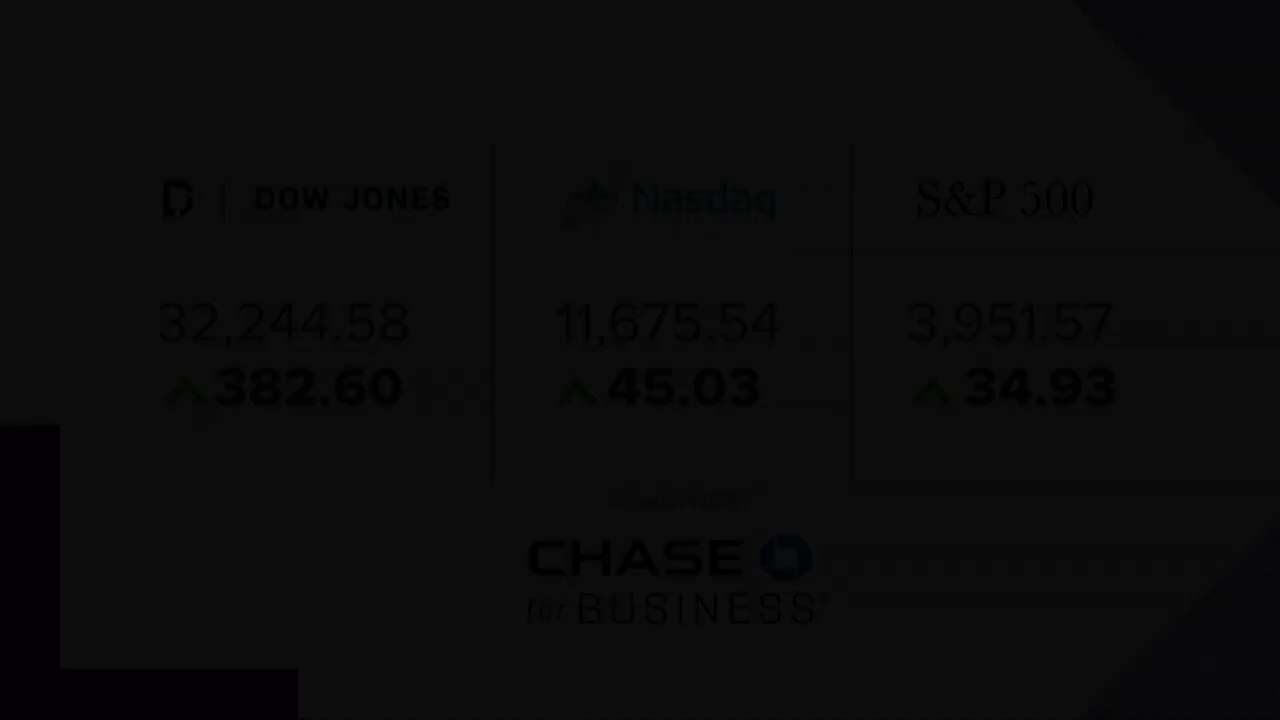 D | DOW JONES
Nasdaq
S&P 500
32,244.58
11,675.54
3,951.57
382.60
45.03
34.93
CHASE
for BUSINESS